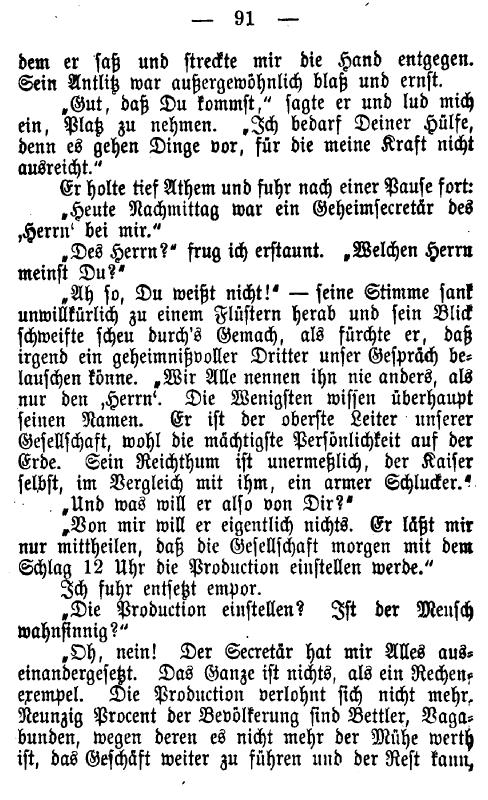 — 91 —
dem er saß und streckte mir die Hand entgegen.
Sein Antlitz war außergewöhnlich blaß und ernst.
„Gut, daß Du kommst,“ sagte er und lud mich
ein, Platz zu nehmen. „Ich bedarf Deiner Hülfe,
denn es gehen Dinge vor, für die meine Kraft nicht
ausreicht.“
Er holte tief Athem und fuhr nach einer Pause fort:
„Heute Nachmittag war ein Geheimsecretär des
‚Herrn‘ bei mir.“
„Des Herrn?“ frug ich erstaunt. „Welchen Herrn
meinst Du?“
„Ah so, Du weißt nicht!“ — seine Stimme sank
unwillkürlich zu einem Flüstern herab und sein Blick
schweifte scheu durch's Gemach, als fürchte er, daß
irgend ein geheimnißvoller Dritter unser Gespräch be-
lauschen könne. „Wir Alle nennen ihn nie anders, als
nur den ‚Herrn‘. Die Wenigsten wissen überhaupt
seinen Namen. Er ist der oberste Leiter unserer
Gesellschaft, wohl die mächtigste Persönlichkeit auf der
Erde. Sein Reichthum ist unermeßlich, der Kaiser
selbst, im Vergleich mit ihm, ein armer Schlucker.“
„Und was will er also von Dir?“
„Von mir will er eigentlich nichts. Er läßt mir
nur mittheilen, daß die Gesellschaft morgen mit dem
Schlag 12 Uhr die Production einstellen werde.“
Ich fuhr entsetzt empor.
„Die Production einstellen? Ist der Mensch
wahnsinnig?“
„Oh, nein! Der Secretär hat mir Alles aus-
einandergesetzt. Das Ganze ist nichts, als ein Rechen-
exempel. Die Production verlohnt sich nicht mehr.
Neunzig Procent der Bevölkerung sind Bettler, Vaga-
bunden, wegen deren es nicht mehr der Mühe werth
ist, das Geschäft weiter zu führen und der Rest kann,